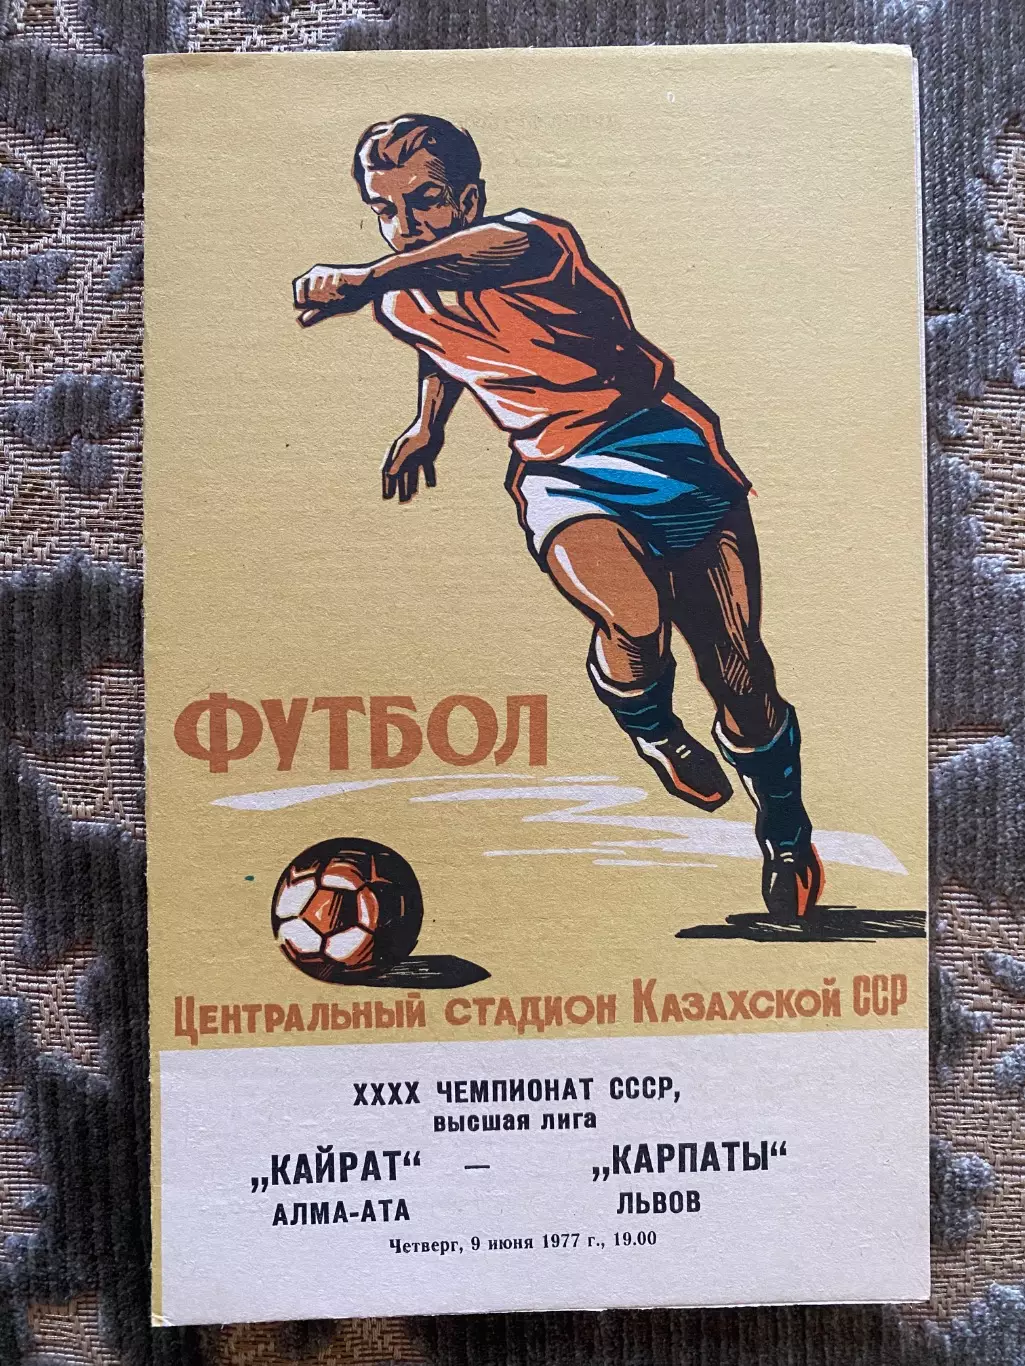 ФУТБОЛ
ЦЕНТРАЛЬНЫЙ СТАДИОН КАЗАХСКОЙ ССР
XXXX ЧЕМПИОНАТ СССР,
высшая лига
„КАЙРАТ“ — „КАРПАТЫ“
АЛМА-АТА ЛЬВОВ
Четверг, 9 июня 1977 г., 19.00